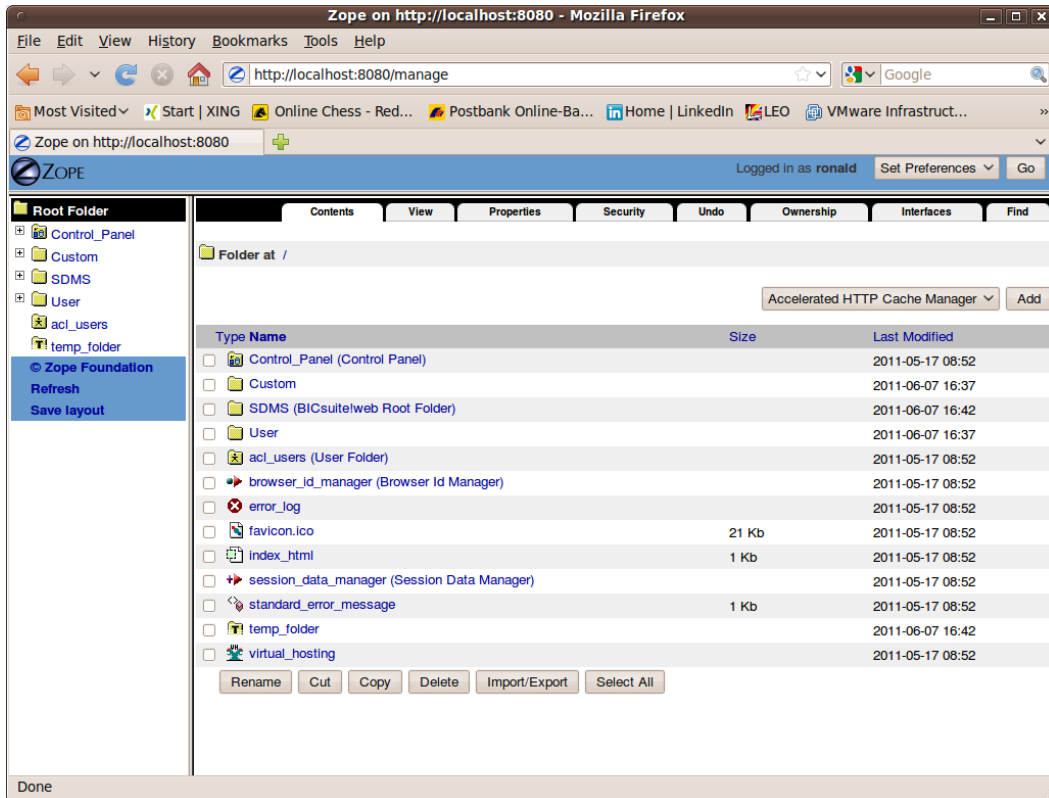 Zope on http://localhost:8080 - Mozilla Firefox
File Edit View History Bookmarks Tools Help
http://localhost:8080/manage
Google
Most Visited Start | XING Online Chess - Red... Postbank Online-Ba... Home | LinkedIn LEO VMware Infrastruct... »
Zope on http://localhost:8080
ZOPE
Logged in as ronald Set Preferences Go
Root Folder
Control_Panel
Custom
SDMS
User
acl_users
temp_folder
© Zope Foundation
Refresh
Save layout
Contents View Properties Security Undo Ownership Interfaces Find
Folder at /
Accelerated HTTP Cache Manager Add
Type Name Size Last Modified
Control_Panel (Control Panel) 2011-05-17 08:52
Custom 2011-06-07 16:37
SDMS (BICsuite!web Root Folder) 2011-06-07 16:42
User 2011-06-07 16:37
acl_users (User Folder) 2011-05-17 08:52
browser_id_manager (Browser Id Manager) 2011-05-17 08:52
error_log 2011-05-17 08:52
favicon.ico 21 Kb 2011-05-17 08:52
index_html 1 Kb 2011-05-17 08:52
session_data_manager (Session Data Manager) 2011-05-17 08:52
standard_error_message 1 Kb 2011-05-17 08:52
temp_folder 2011-06-07 16:42
virtual_hosting 2011-05-17 08:52
Rename Cut Copy Delete Import/Export Select All
Done